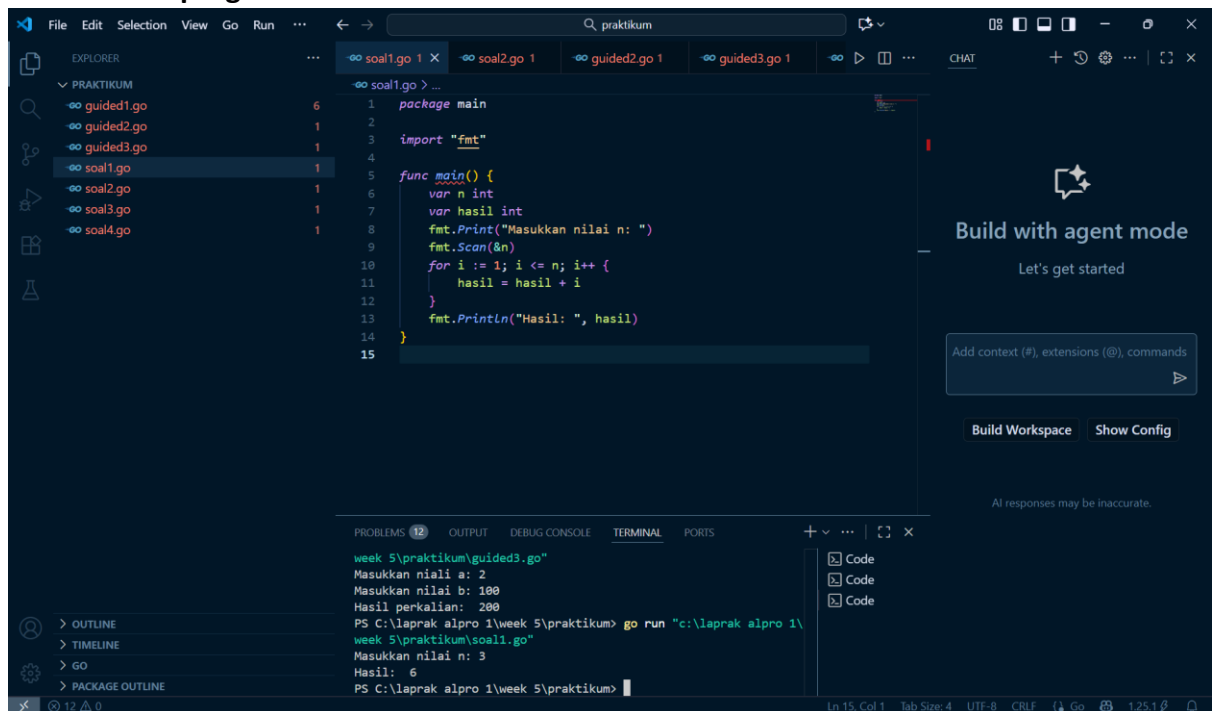 File Edit Selection View Go Run ··· praktikum
EXPLORER ···
PRAKTIKUM
guided1.go 6
guided2.go 1
guided3.go 1
soal1.go 1
soal2.go 1
soal3.go 1
soal4.go 1
OUTLINE
TIMELINE
GO
PACKAGE OUTLINE
soal1.go 1 soal2.go 1 guided2.go 1 guided3.go 1
soal1.go > ...
1 package main
2
3 import "fmt"
4
5 func main() {
6 var n int
7 var hasil int
8 fmt.Print("Masukkan nilai n: ")
9 fmt.Scan(&n)
10 for i := 1; i <= n; i++ {
11 hasil = hasil + i
12 }
13 fmt.Println("Hasil: ", hasil)
14 }
15
PROBLEMS 12 OUTPUT DEBUG CONSOLE TERMINAL PORTS
week 5\praktikum\guided3.go"
Masukkan niali a: 2
Masukkan nilai b: 100
Hasil perkalian:  200
PS C:\laprak alpro 1\week 5\praktikum> go run "c:\laprak alpro 1\
week 5\praktikum\soal1.go"
Masukkan nilai n: 3
Hasil:  6
PS C:\laprak alpro 1\week 5\praktikum>
Code
Code
Code
CHAT
Build with agent mode
Let's get started
Add context (#), extensions (@), commands
Build Workspace Show Config
AI responses may be inaccurate.
12 0 Ln 15, Col 1 Tab Size: 4 UTF-8 CRLF Go 1.25.1